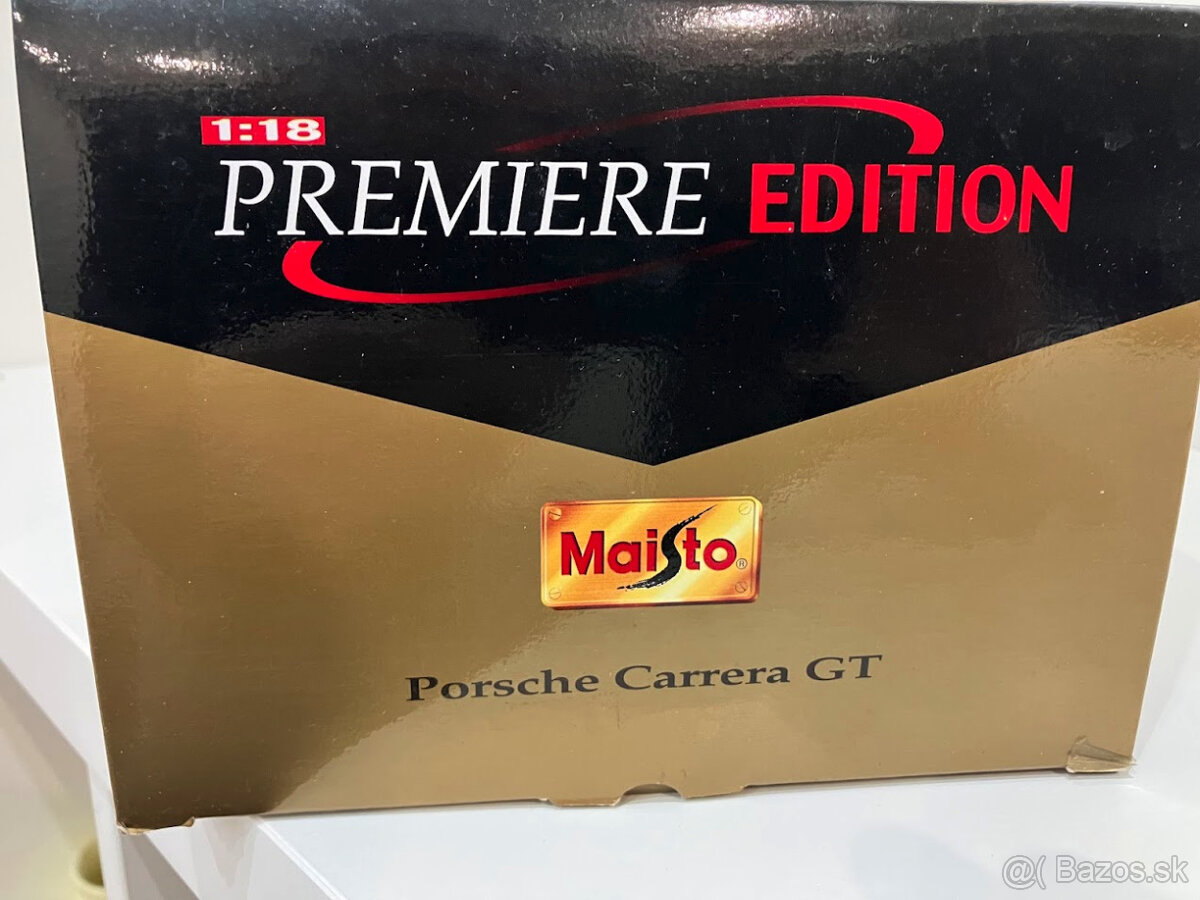 1:18
PREMIERE EDITION
Maisto®
Porsche Carrera GT
@( Bazos.sk